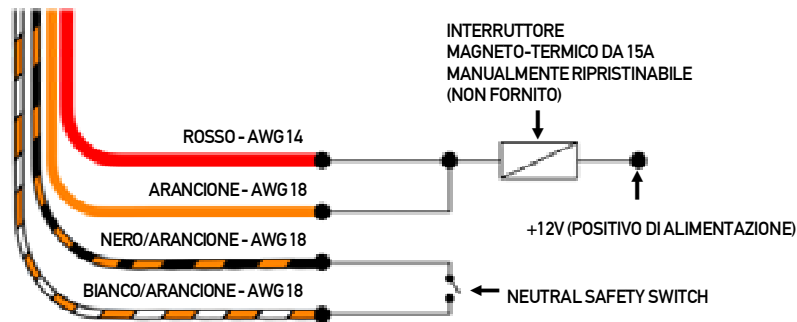 INTERRUTTORE
MAGNETO-TERMICO DA 15A
MANUALMENTE RIPRISTINABILE
(NON FORNITO)
ROSSO - AWG 14
ARANCIONE - AWG 18
+12V (POSITIVO DI ALIMENTAZIONE)
NERO/ARANCIONE - AWG 18
BIANCO/ARANCIONE - AWG 18
NEUTRAL SAFETY SWITCH